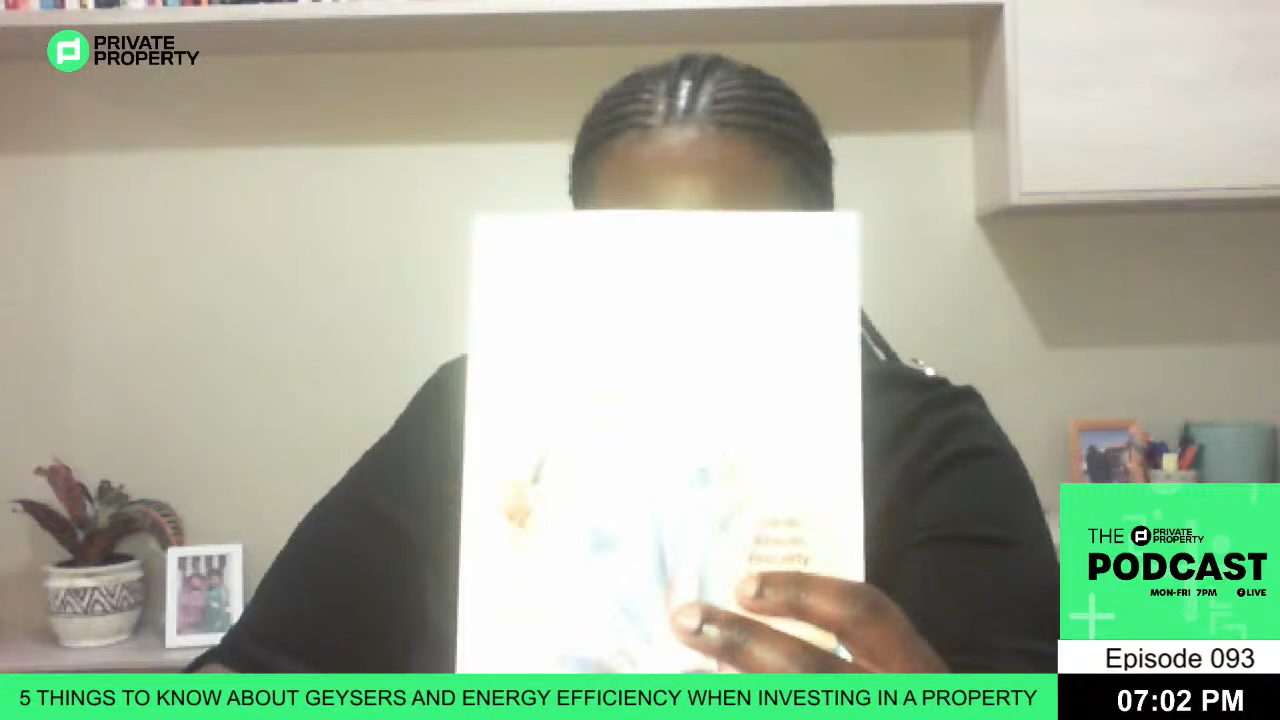 PRIVATE
PROPERTY
THE PRIVATE
PROPERTY
PODCAST
MON-FRI 7PM LIVE
Episode 093
5 THINGS TO KNOW ABOUT GEYSERS AND ENERGY EFFICIENCY WHEN INVESTING IN A PROPERTY
07:02 PM